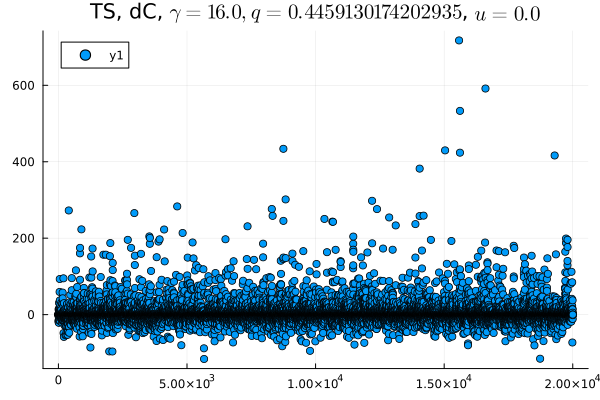 TS, dC, γ = 16.0, q = 0.4459130174202935, u = 0.0
y1
600
400
200
0
0 5.00×10³ 1.00×10⁴ 1.50×10⁴ 2.00×10⁴